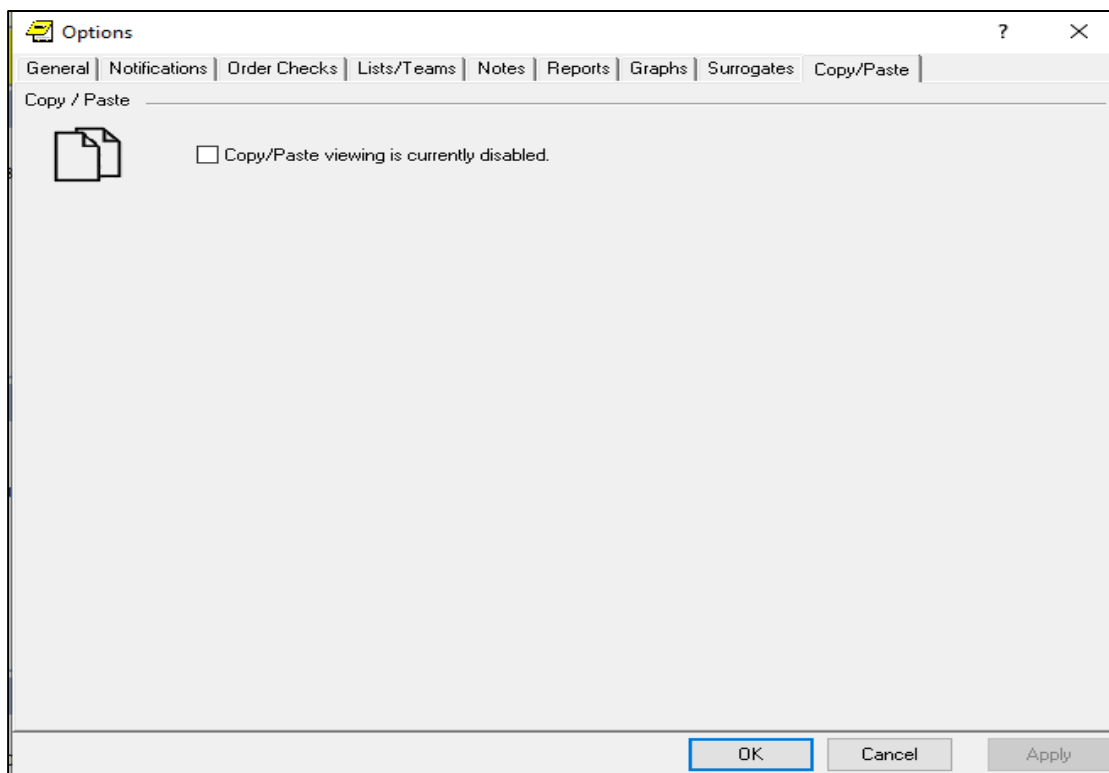 Options ?
General Notifications Order Checks Lists/Teams Notes Reports Graphs Surrogates Copy/Paste
Copy / Paste
Copy/Paste viewing is currently disabled.
OK Cancel Apply